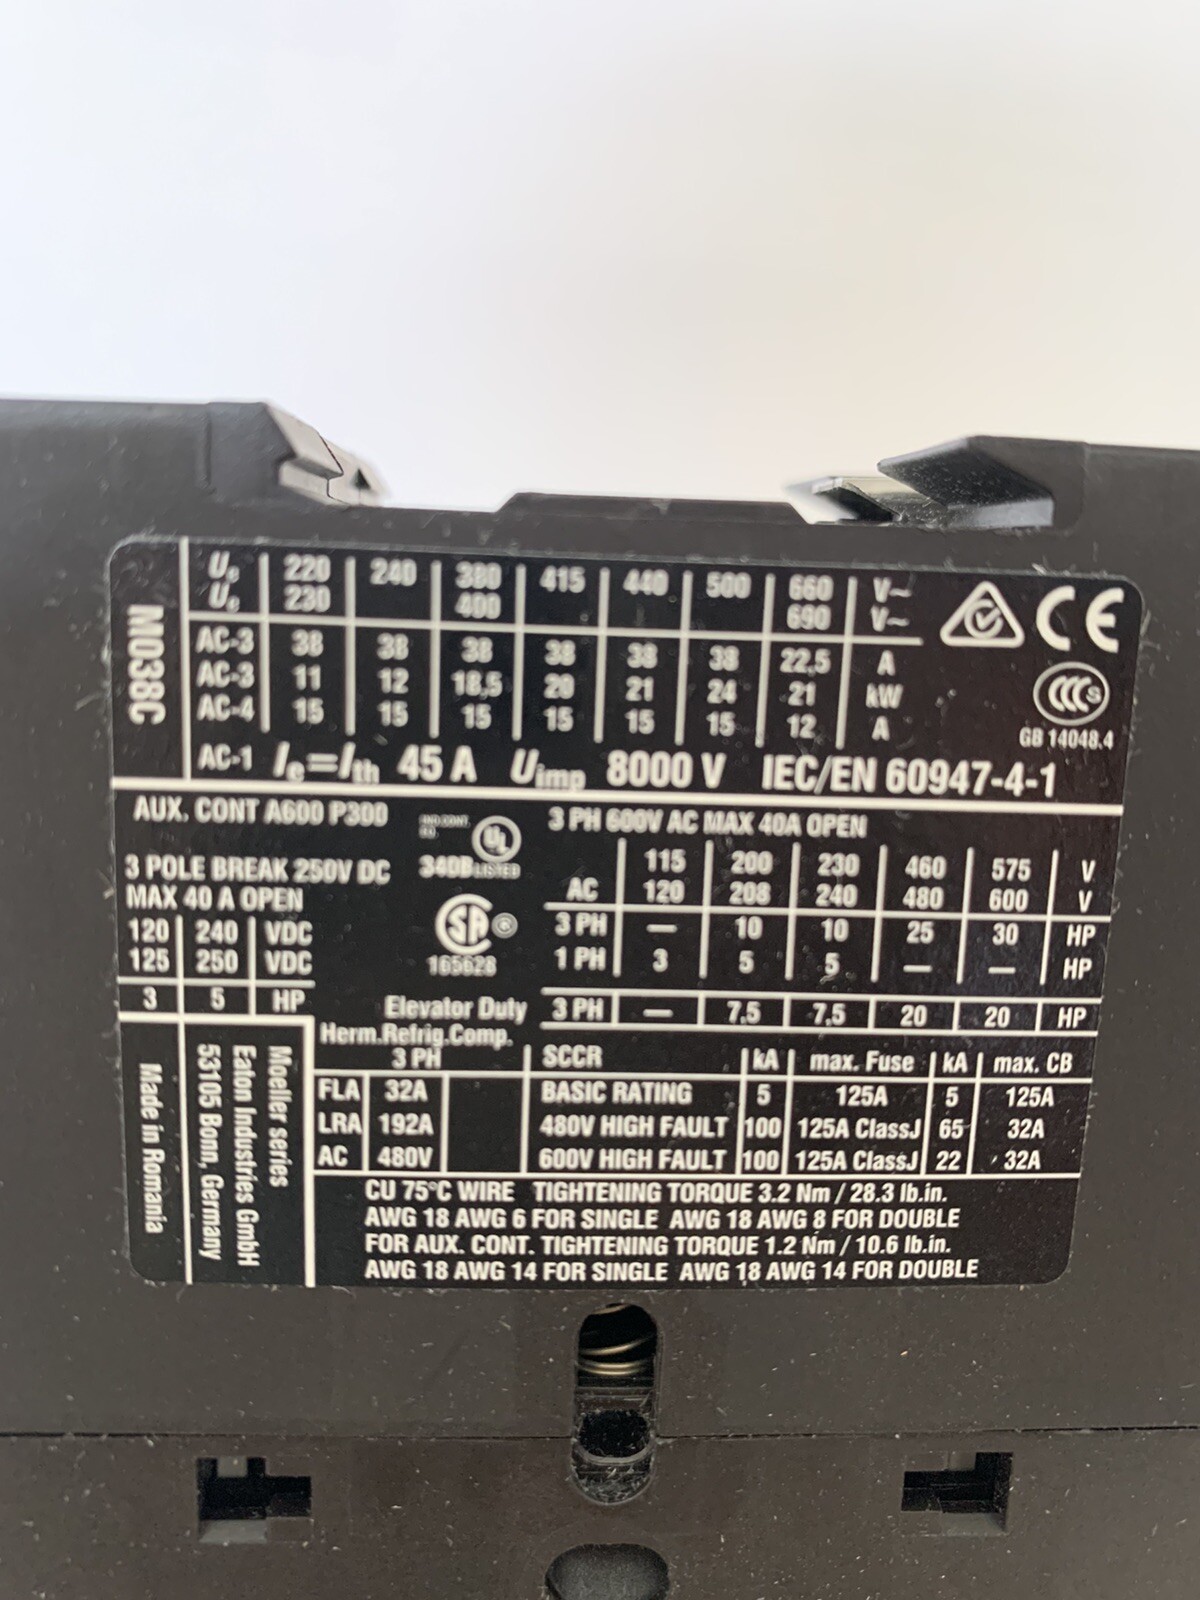 M038C
Ue 220 240 380 415 440 500 660 V~
Ue 230 400 690 V~
AC-3 38 38 38 38 38 38 22,5 A
AC-3 11 12 18,5 20 21 24 21 kW
AC-4 15 15 15 15 15 15 12 A
AC-1 Ie=Ith 45 A Uimp 8000 V IEC/EN 60947-4-1
CE
CCC S
GB 14048.4
AUX. CONT A600 P300
3 POLE BREAK 250V DC
MAX 40 A OPEN
120 240 VDC
125 250 VDC
3 5 HP
IND.CONT.
EQ.
UL
340B LISTED
SA ®
165628
3 PH 600V AC MAX 40A OPEN
115 200 230 460 575 V
AC 120 208 240 480 600 V
3 PH — 10 10 25 30 HP
1 PH 3 5 5 — — HP
Elevator Duty 3 PH — 7,5 7,5 20 20 HP
Herm.Refrig.Comp.
3 PH
FLA 32A
LRA 192A
AC 480V
SCCR kA max. Fuse kA max. CB
BASIC RATING 5 125A 5 125A
480V HIGH FAULT 100 125A ClassJ 65 32A
600V HIGH FAULT 100 125A ClassJ 22 32A
Moeller series
Eaton Industries GmbH
53105 Bonn, Germany
Made in Romania
CU 75°C WIRE TIGHTENING TORQUE 3.2 Nm / 28.3 lb.in.
AWG 18 AWG 6 FOR SINGLE AWG 18 AWG 8 FOR DOUBLE
FOR AUX. CONT. TIGHTENING TORQUE 1.2 Nm / 10.6 lb.in.
AWG 18 AWG 14 FOR SINGLE AWG 18 AWG 14 FOR DOUBLE